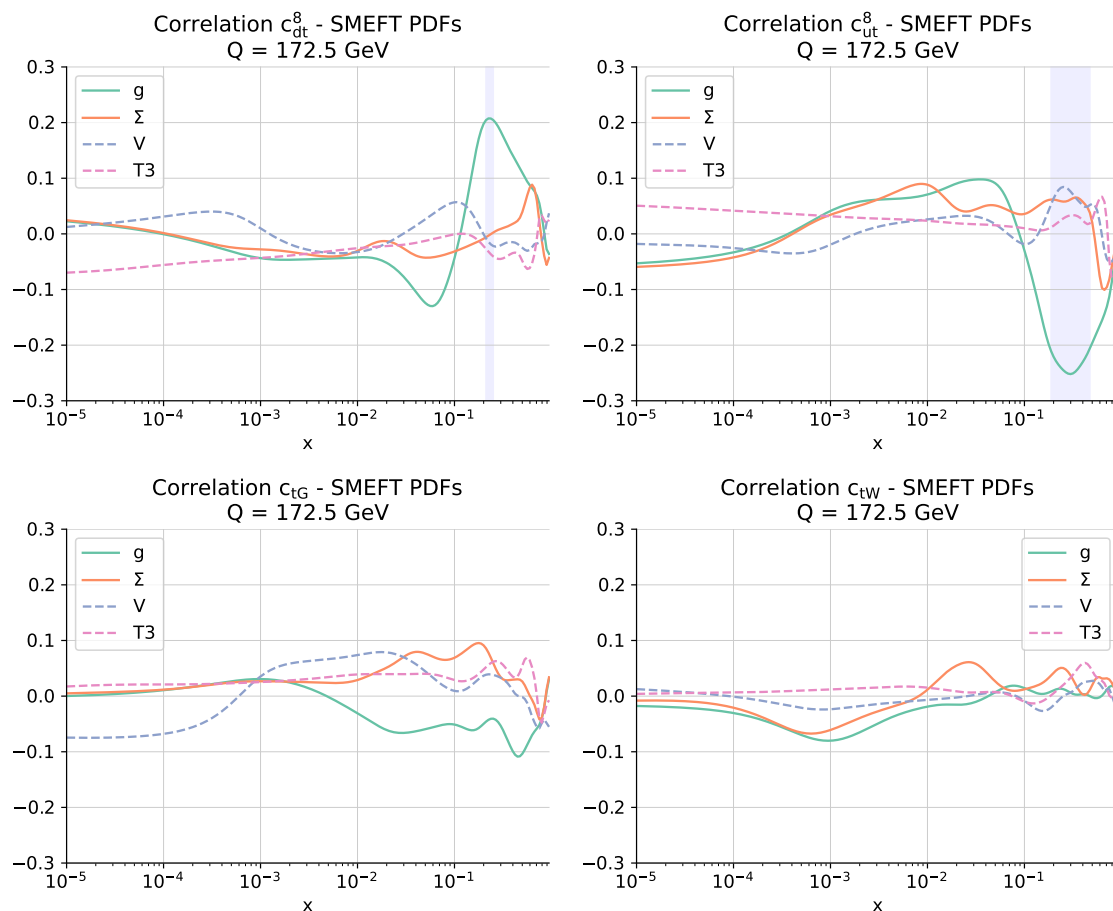 Correlation c⁸dt - SMEFT PDFs
Q = 172.5 GeV
0.3
0.2
0.1
0.0
−0.1
−0.2
−0.3
g
Σ
V
T3
10⁻⁵
10⁻⁴
10⁻³
10⁻²
10⁻¹
x
Correlation c⁸ut - SMEFT PDFs
Q = 172.5 GeV
0.3
0.2
0.1
0.0
−0.1
−0.2
−0.3
g
Σ
V
T3
10⁻⁵
10⁻⁴
10⁻³
10⁻²
10⁻¹
x
Correlation ctG - SMEFT PDFs
Q = 172.5 GeV
0.3
0.2
0.1
0.0
−0.1
−0.2
−0.3
g
Σ
V
T3
10⁻⁵
10⁻⁴
10⁻³
10⁻²
10⁻¹
x
Correlation ctW - SMEFT PDFs
Q = 172.5 GeV
0.3
0.2
0.1
0.0
−0.1
−0.2
−0.3
g
Σ
V
T3
10⁻⁵
10⁻⁴
10⁻³
10⁻²
10⁻¹
x